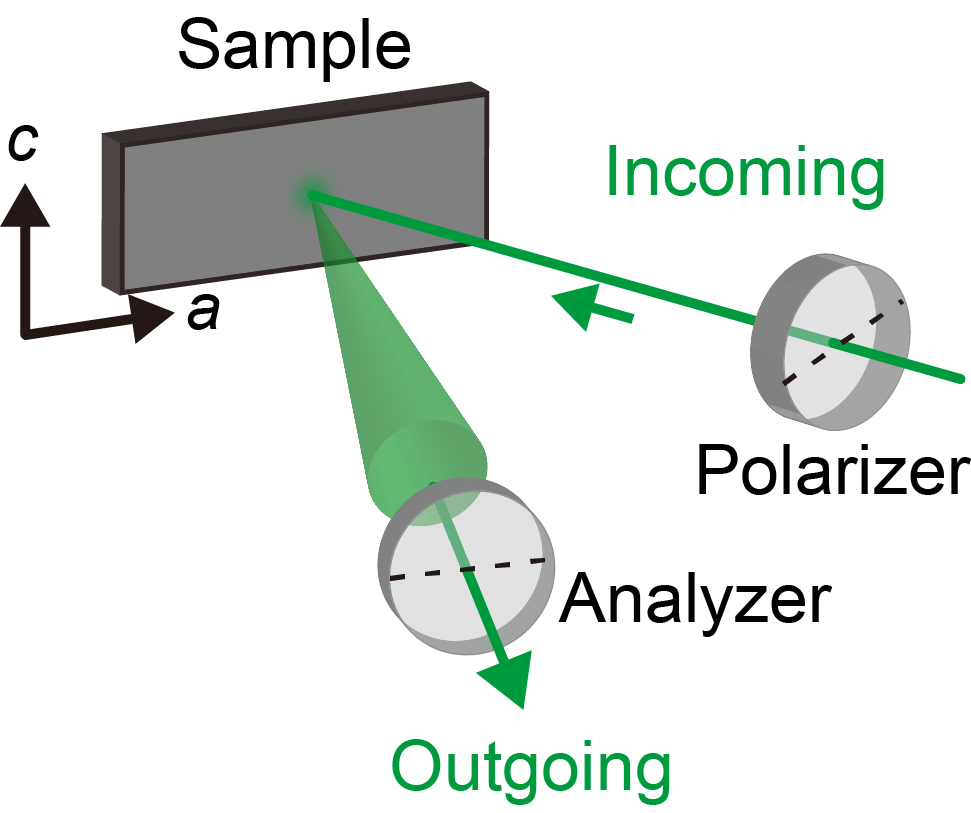 Sample
c
Incoming
a
Polarizer
Analyzer
Outgoing